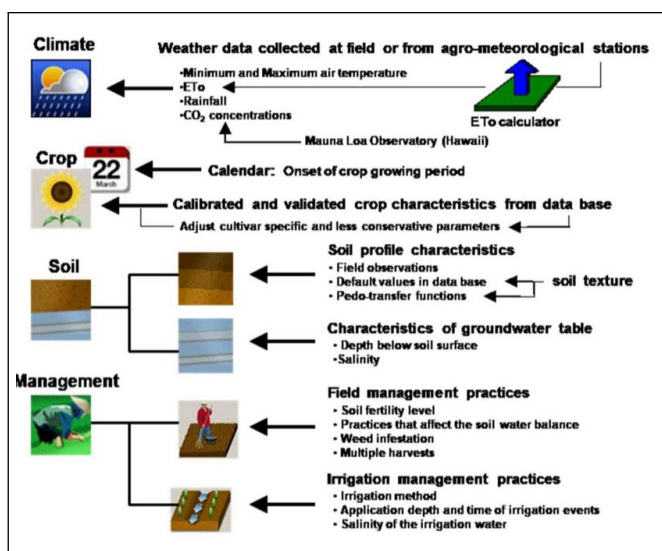 Climate
Weather data collected at field or from agro-meteorological stations
•Minimum and Maximum air temperature
•ETo
•Rainfall
•CO2 concentrations
ETo calculator
Mauna Loa Observatory (Hawaii)
Crop
22
March
Calendar: Onset of crop growing period
Calibrated and validated crop characteristics from data base
Adjust cultivar specific and less conservative parameters
Soil
Soil profile characteristics
• Field observations
• Default values in data base
• Pedo-transfer functions
soil texture
Characteristics of groundwater table
• Depth below soil surface
• Salinity
Management
Field management practices
• Soil fertility level
• Practices that affect the soil water balance
• Weed infestation
• Multiple harvests
Irrigation management practices
• Irrigation method
• Application depth and time of irrigation events
• Salinity of the irrigation water